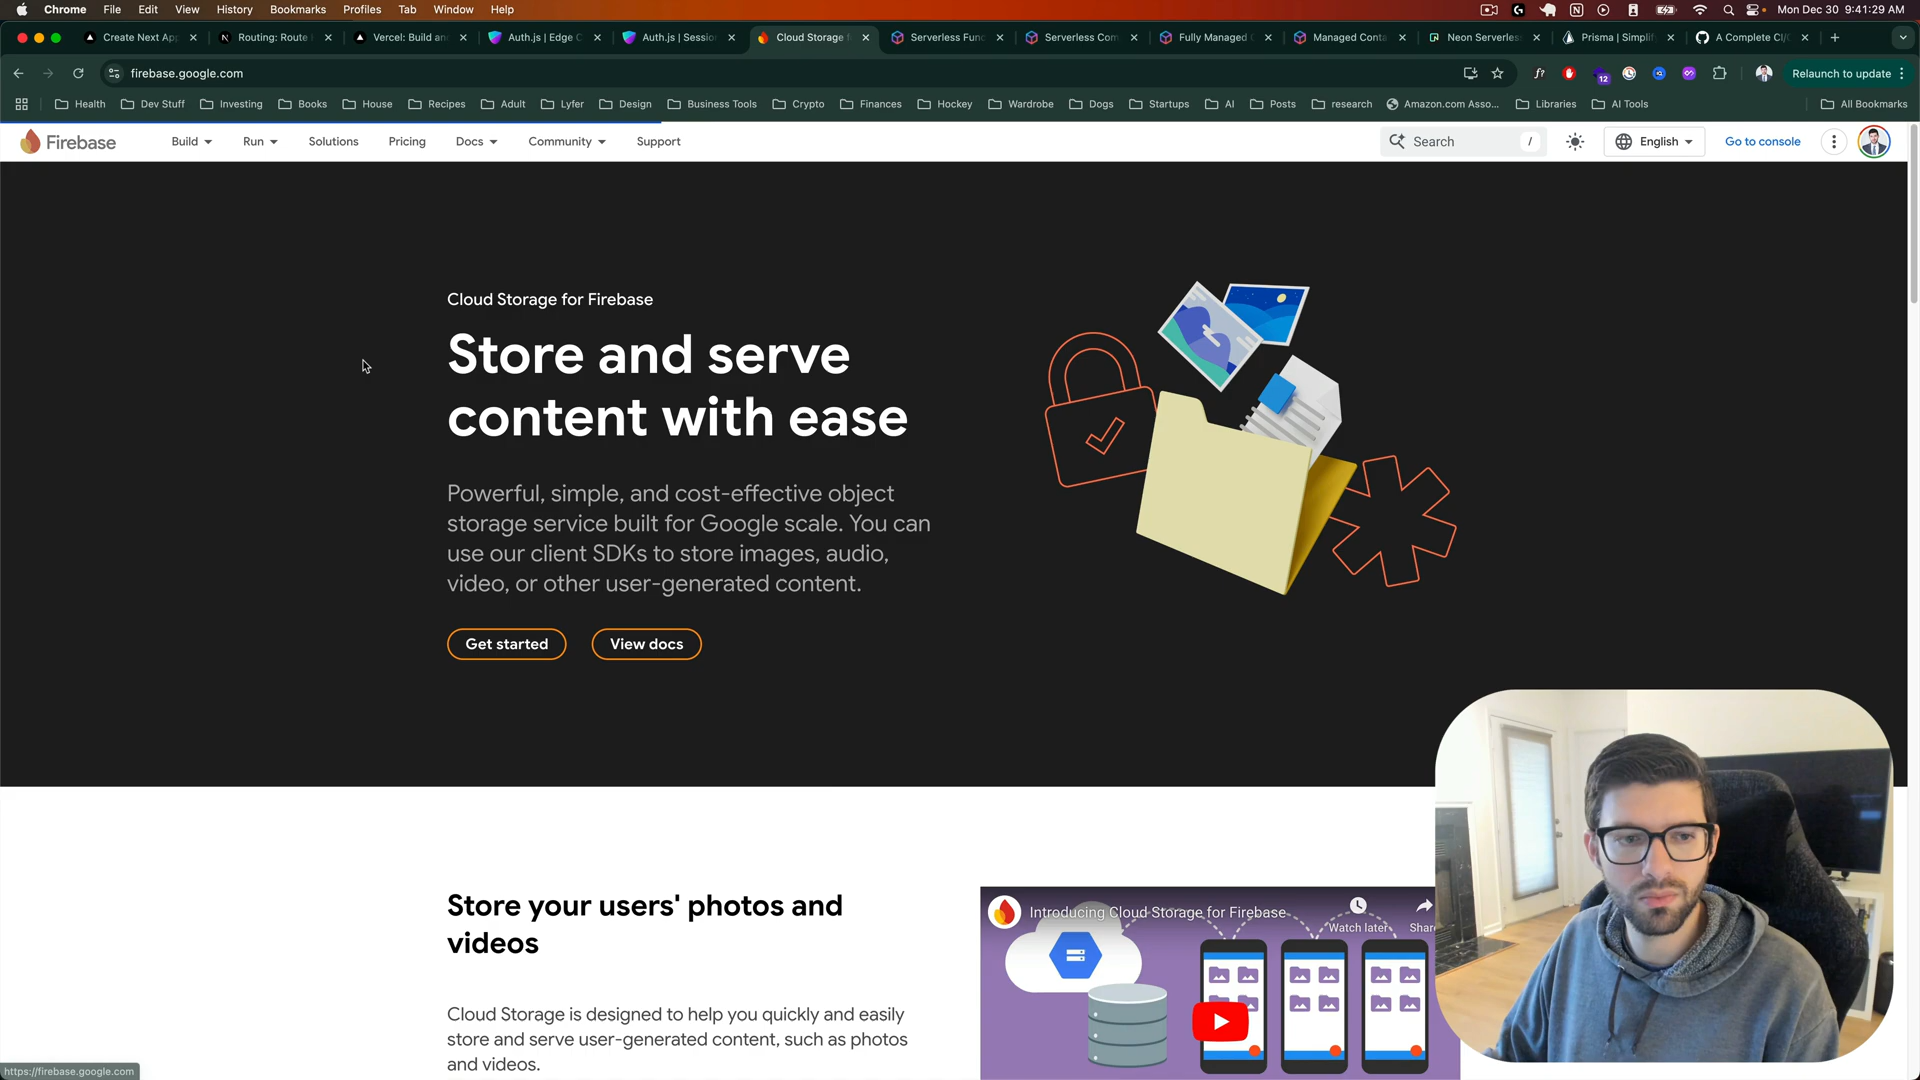 Chrome File Edit View History Bookmarks Profiles Tab Window Help Mon Dec 30 9:41:29 AM
Create Next App Routing: Route Vercel: Build and Auth.js | Edge C Auth.js | Session Cloud Storage f Serverless Func Serverless Com Fully Managed C Managed Conta Neon Serverless Prisma | Simplify A Complete CI/C
firebase.google.com 12 Relaunch to update
Health Dev Stuff Investing Books House Recipes Adult Lyfer Design Business Tools Crypto Finances Hockey Wardrobe Dogs Startups AI Posts research Amazon.com Asso... Libraries AI Tools All Bookmarks
Firebase Build Run Solutions Pricing Docs Community Support Search / English Go to console
Cloud Storage for Firebase
Store and serve
content with ease
Powerful, simple, and cost-effective object
storage service built for Google scale. You can
use our client SDKs to store images, audio,
video, or other user-generated content.
Get started View docs
Store your users' photos and
videos
Cloud Storage is designed to help you quickly and easily
store and serve user-generated content, such as photos
and videos.
Introducing Cloud Storage for Firebase
Watch later Shar
https://firebase.google.com